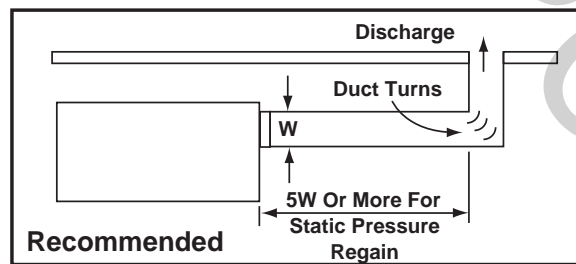 Discharge
Duct Turns
W
5W Or More For
Static Pressure
Regain
Recommended